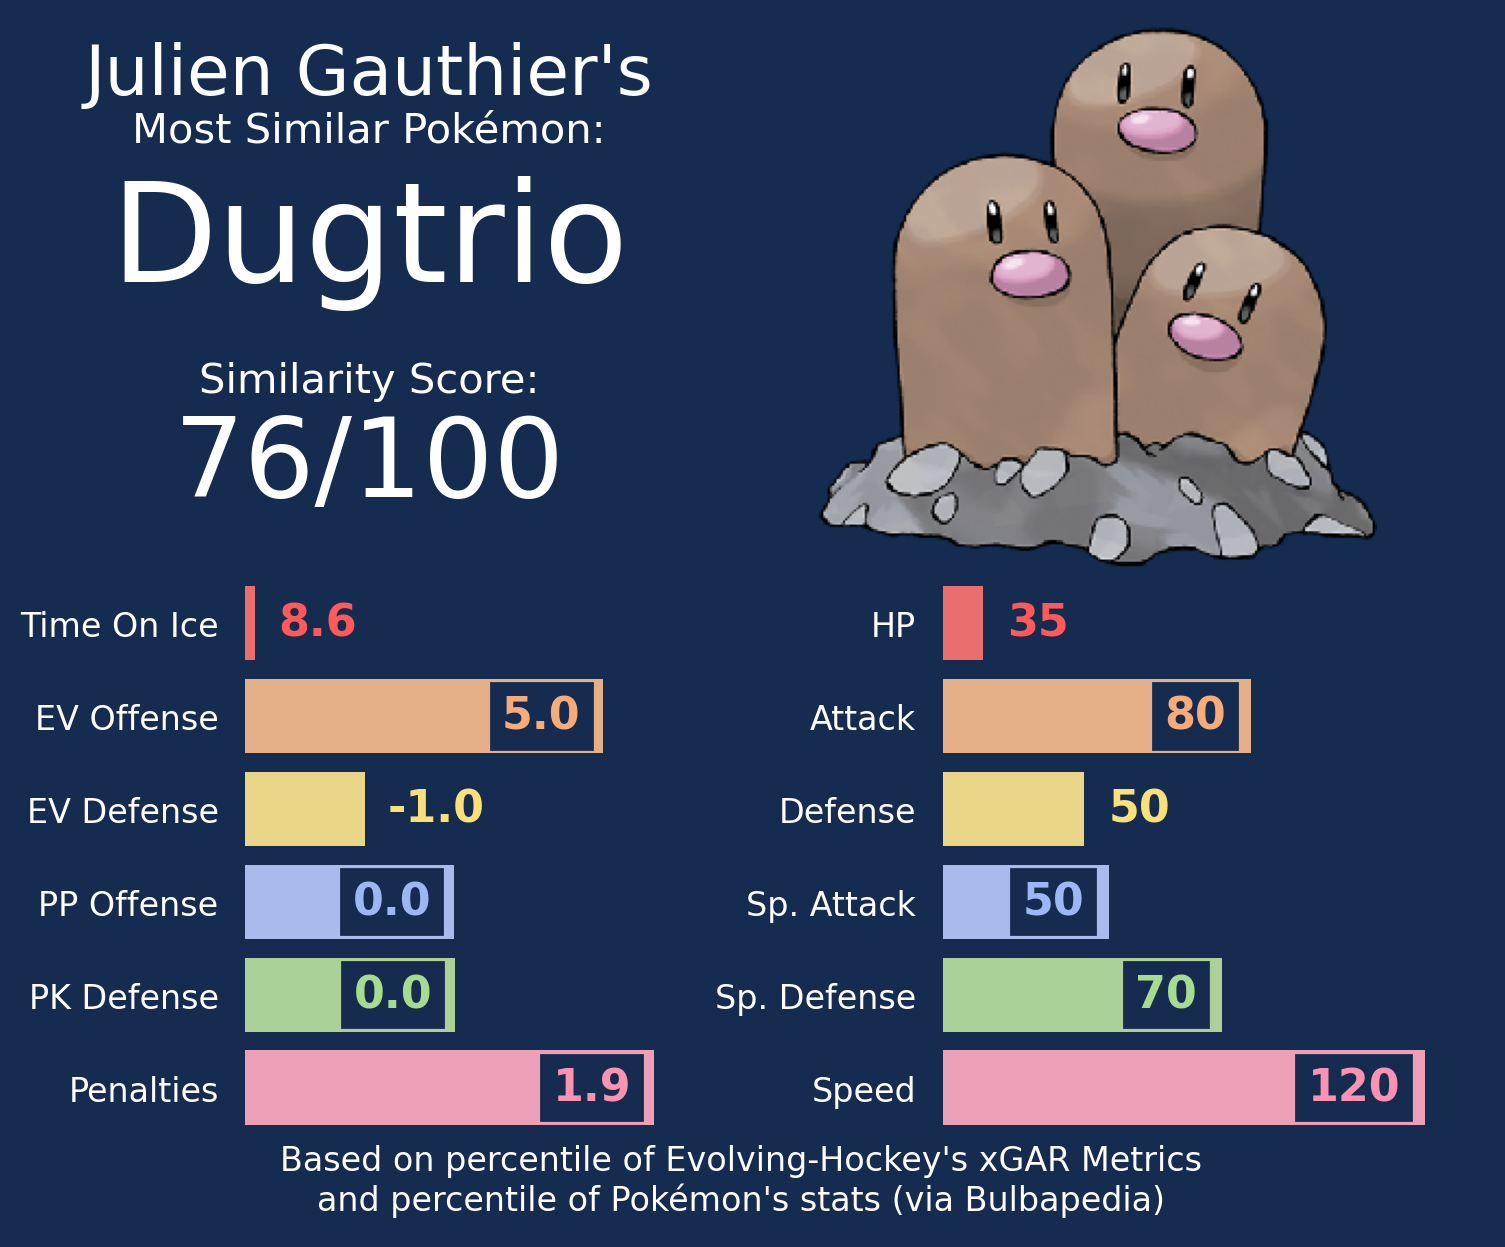 Julien Gauthier's
Most Similar Pokémon:
Dugtrio
Similarity Score:
76/100
Time On Ice 8.6
EV Offense 5.0
EV Defense -1.0
PP Offense 0.0
PK Defense 0.0
Penalties 1.9
HP 35
Attack 80
Defense 50
Sp. Attack 50
Sp. Defense 70
Speed 120
Based on percentile of Evolving-Hockey's xGAR Metrics
and percentile of Pokémon's stats (via Bulbapedia)